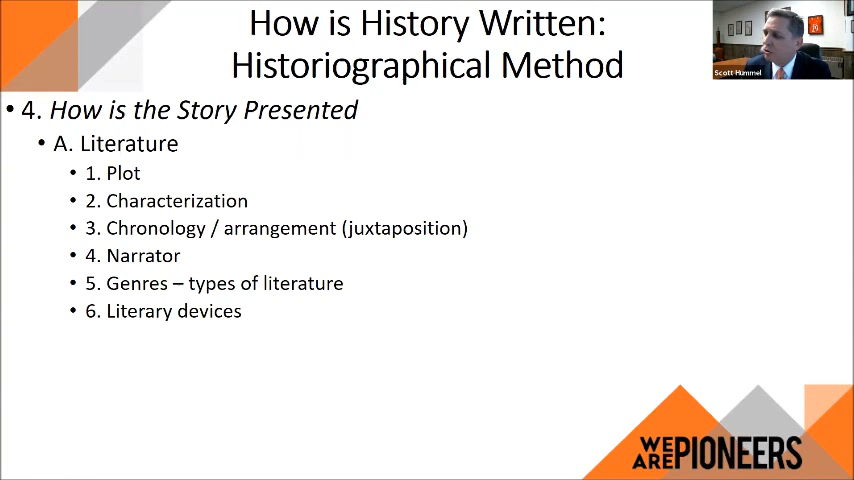 How is History Written:
Historiographical Method
Scott Hummel
• 4. How is the Story Presented
• A. Literature
• 1. Plot
• 2. Characterization
• 3. Chronology / arrangement (juxtaposition)
• 4. Narrator
• 5. Genres – types of literature
• 6. Literary devices
WE ARE PIONEERS